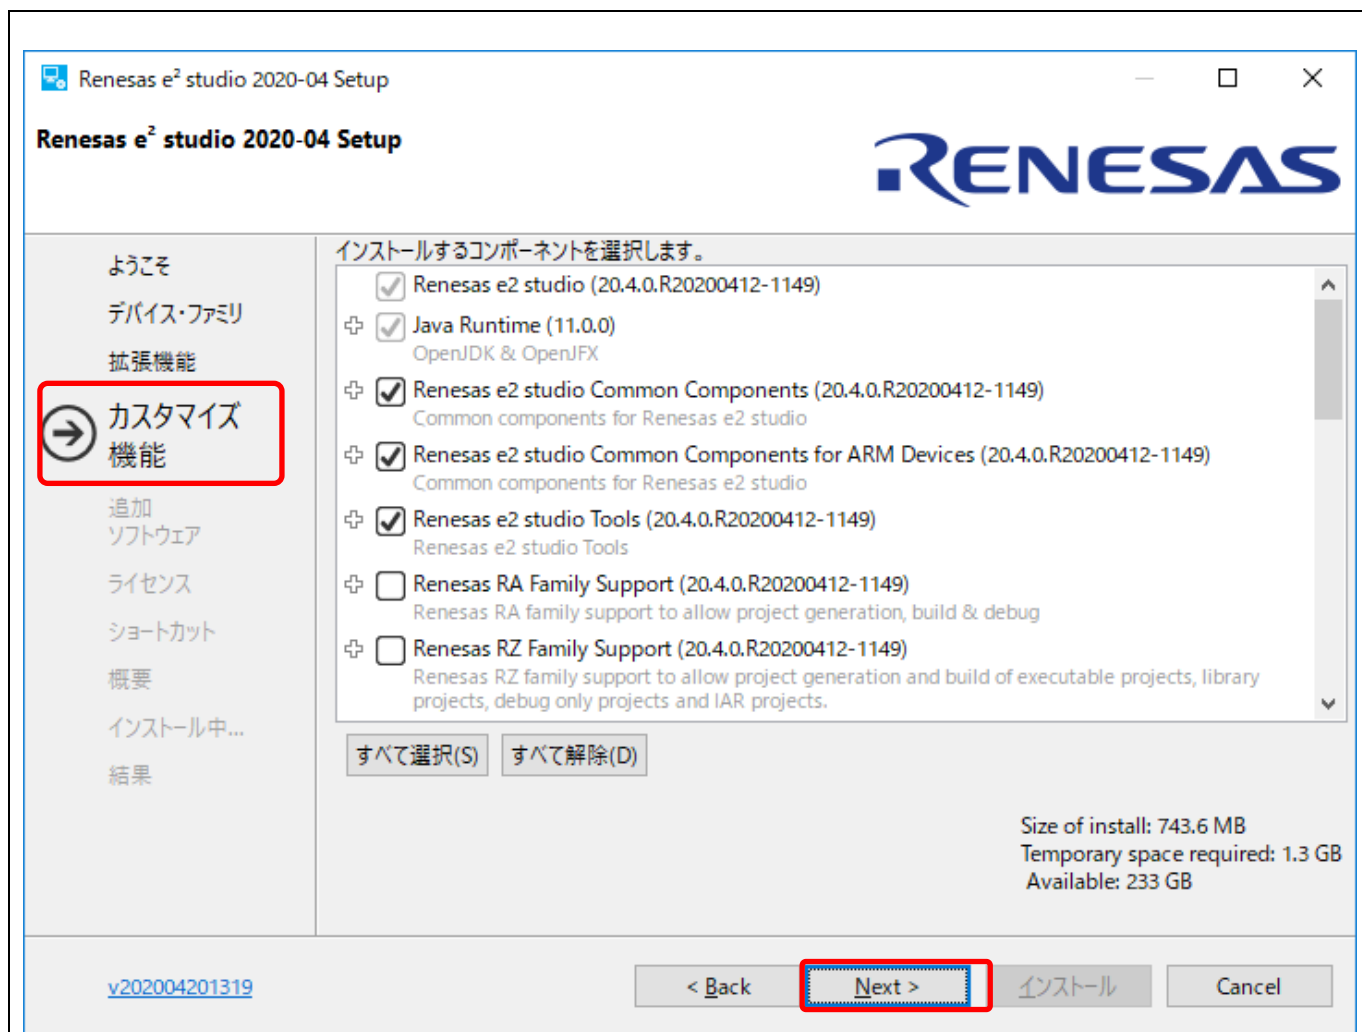 Renesas e² studio 2020-04 Setup
Renesas e² studio 2020-04 Setup
RENESAS
ようこそ
デバイス・ファミリ
拡張機能
カスタマイズ
機能
追加
ソフトウェア
ライセンス
ショートカット
概要
インストール中...
結果
インストールするコンポーネントを選択します。
Renesas e2 studio (20.4.0.R20200412-1149)
Java Runtime (11.0.0)
OpenJDK & OpenJFX
Renesas e2 studio Common Components (20.4.0.R20200412-1149)
Common components for Renesas e2 studio
Renesas e2 studio Common Components for ARM Devices (20.4.0.R20200412-1149)
Common components for Renesas e2 studio
Renesas e2 studio Tools (20.4.0.R20200412-1149)
Renesas e2 studio Tools
Renesas RA Family Support (20.4.0.R20200412-1149)
Renesas RA family support to allow project generation, build & debug
Renesas RZ Family Support (20.4.0.R20200412-1149)
Renesas RZ family support to allow project generation and build of executable projects, library
projects, debug only projects and IAR projects.
すべて選択(S) すべて解除(D)
Size of install: 743.6 MB
Temporary space required: 1.3 GB
Available: 233 GB
v202004201319
< Back Next > インストール Cancel